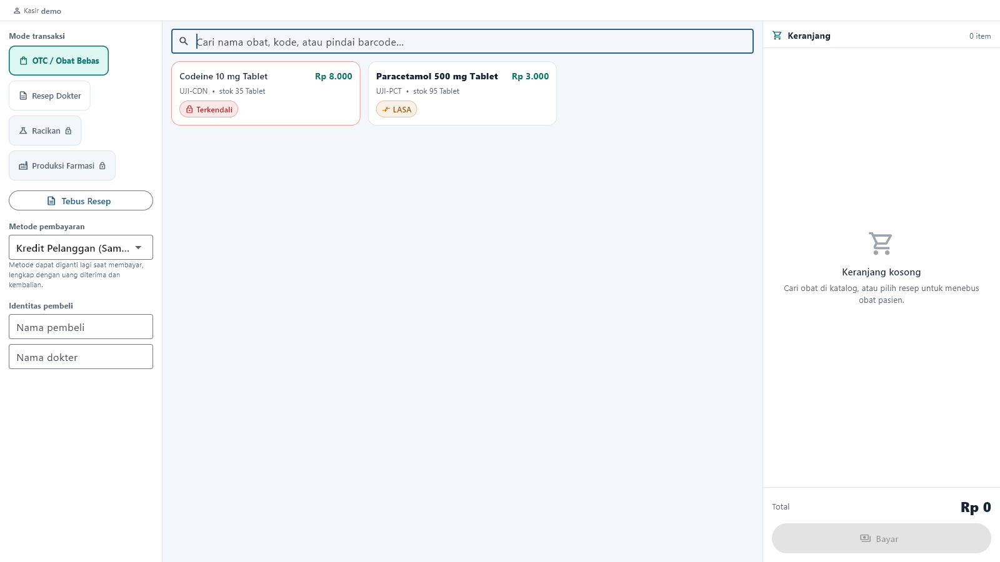 Kasir demo
Mode transaksi
OTC / Obat Bebas
Resep Dokter
Racikan
Produksi Farmasi
Tebus Resep
Metode pembayaran
Kredit Pelanggan (Sam...
Metode dapat diganti lagi saat membayar,
lengkap dengan uang diterima dan
kembalian.
Identitas pembeli
Nama pembeli
Nama dokter
Cari nama obat, kode, atau pindai barcode...
Codeine 10 mg Tablet Rp 8.000
UJI-CDN • stok 35 Tablet
Terkendali
Paracetamol 500 mg Tablet Rp 3.000
UJI-PCT • stok 95 Tablet
LASA
Keranjang 0 item
Keranjang kosong
Cari obat di katalog, atau pilih resep untuk menebus
obat pasien.
Total Rp 0
Bayar